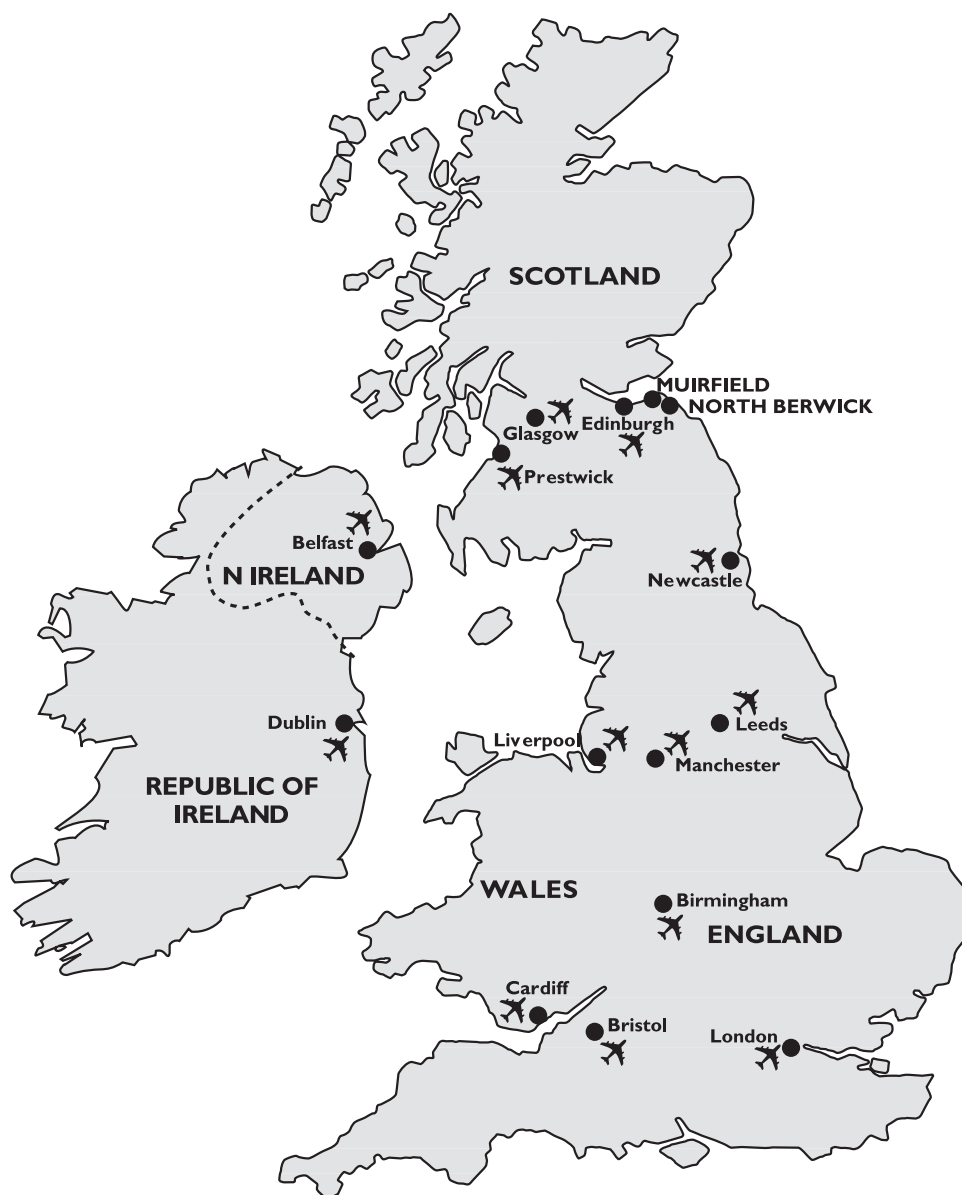 SCOTLAND
MUIRFIELD
NORTH BERWICK
Edinburgh
Glasgow
Prestwick
Belfast
N IRELAND
Newcastle
Dublin
Leeds
Liverpool
Manchester
REPUBLIC OF
IRELAND
WALES
Birmingham
ENGLAND
Cardiff
Bristol
London